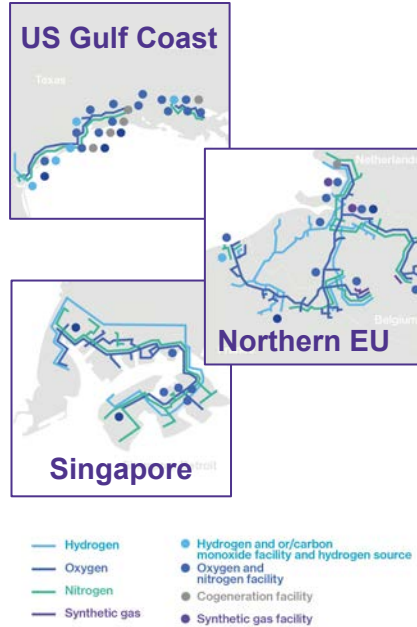 US Gulf Coast
Texas
Netherlands
Belgium
Northern EU
Singapore
Hydrogen
Oxygen
Nitrogen
Synthetic gas
Hydrogen and or/carbon
monoxide facility and hydrogen source
Oxygen and
nitrogen facility
Cogeneration facility
Synthetic gas facility